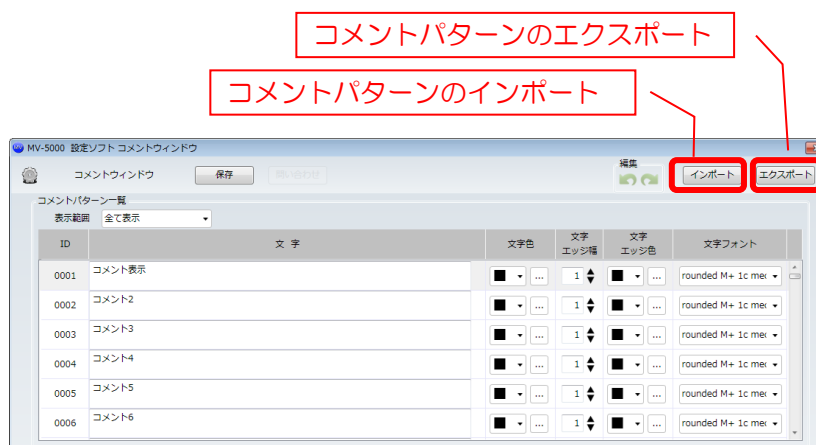 コメントパターンのエクスポート
コメントパターンのインポート
MV-5000 設定ソフト コメントウィンドウ
コメントウィンドウ 保存 問い合わせ 編集 インポート エクスポート
コメントパターン一覧
表示範囲 全て表示
ID 文 字 文字色 文字エッジ幅 文字エッジ色 文字フォント
0001 コメント表示 ... 1 ... rounded M+ 1c med
0002 コメント2 ... 1 ... rounded M+ 1c med
0003 コメント3 ... 1 ... rounded M+ 1c med
0004 コメント4 ... 1 ... rounded M+ 1c med
0005 コメント5 ... 1 ... rounded M+ 1c med
0006 コメント6 ... 1 ... rounded M+ 1c med